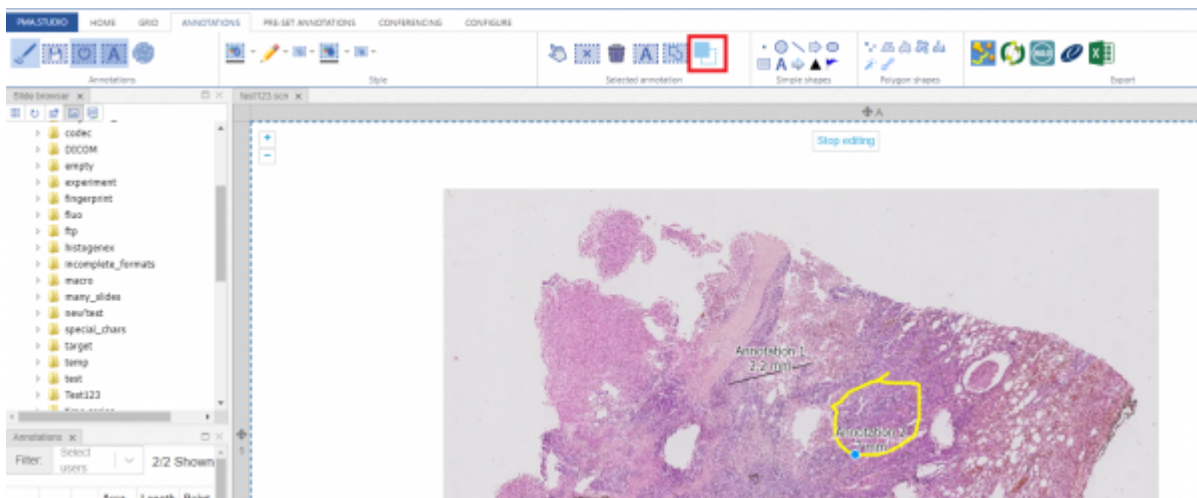 PMA.STUDIO HOME GRID ANNOTATIONS PRE-SET ANNOTATIONS CONFERENCING CONFIGURE
Annotations Style Selected annotation Simple shapes Polygon shapes Export
Slide browser x test123.scn x
A
codec
DICOM
empty
experiment
fingerprint
fluo
ftp
histogenex
incomplete_formats
macro
many_slides
new/test
special_chars
target
temp
test
Test123
Stop editing
Annotation 1
2.2 mm
Annotations x
Filter: Select users 2/2 Shown
Area Length Point